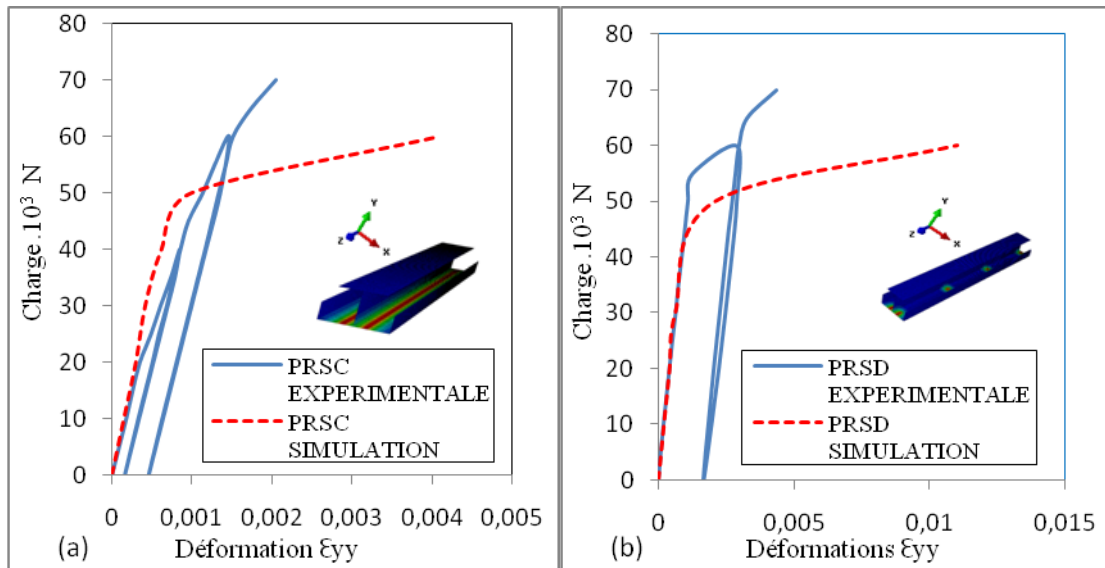 80
70
60
50
40
30
20
10
0
Charge .10³ N
Y
Z
X
PRSC
EXPERIMENTALE
PRSC
SIMULATION
0 0,001 0,002 0,003 0,004 0,005
(a) Déformation Ɛyy
80
70
60
50
40
30
20
10
0
Charge .10³ N
Y
Z
X
PRSD
EXPERIMENTALE
PRSD
SIMULATION
0 0,005 0,01 0,015
(b) Déformations Ɛyy